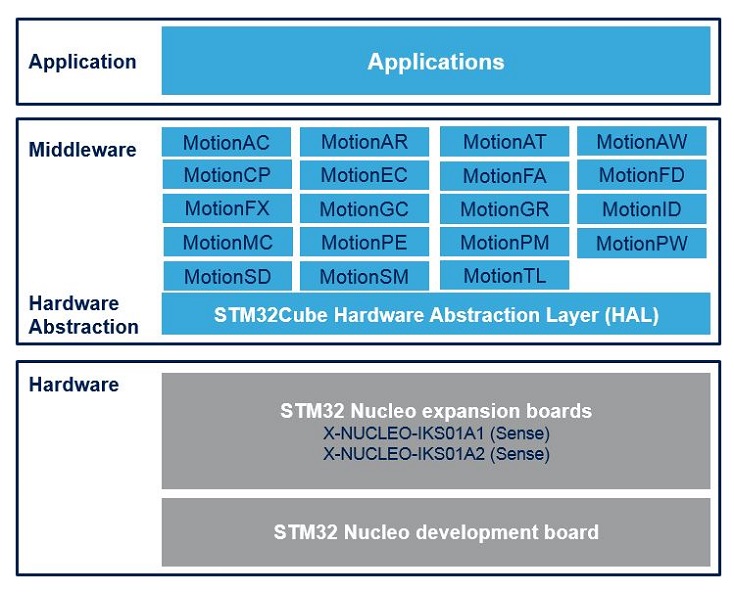 Application
Applications
Middleware
MotionAC MotionAR MotionAT MotionAW
MotionCP MotionEC MotionFA MotionFD
MotionFX MotionGC MotionGR MotionID
MotionMC MotionPE MotionPM MotionPW
MotionSD MotionSM MotionTL
Hardware
Abstraction
STM32Cube Hardware Abstraction Layer (HAL)
Hardware
STM32 Nucleo expansion boards
X-NUCLEO-IKS01A1 (Sense)
X-NUCLEO-IKS01A2 (Sense)
STM32 Nucleo development board